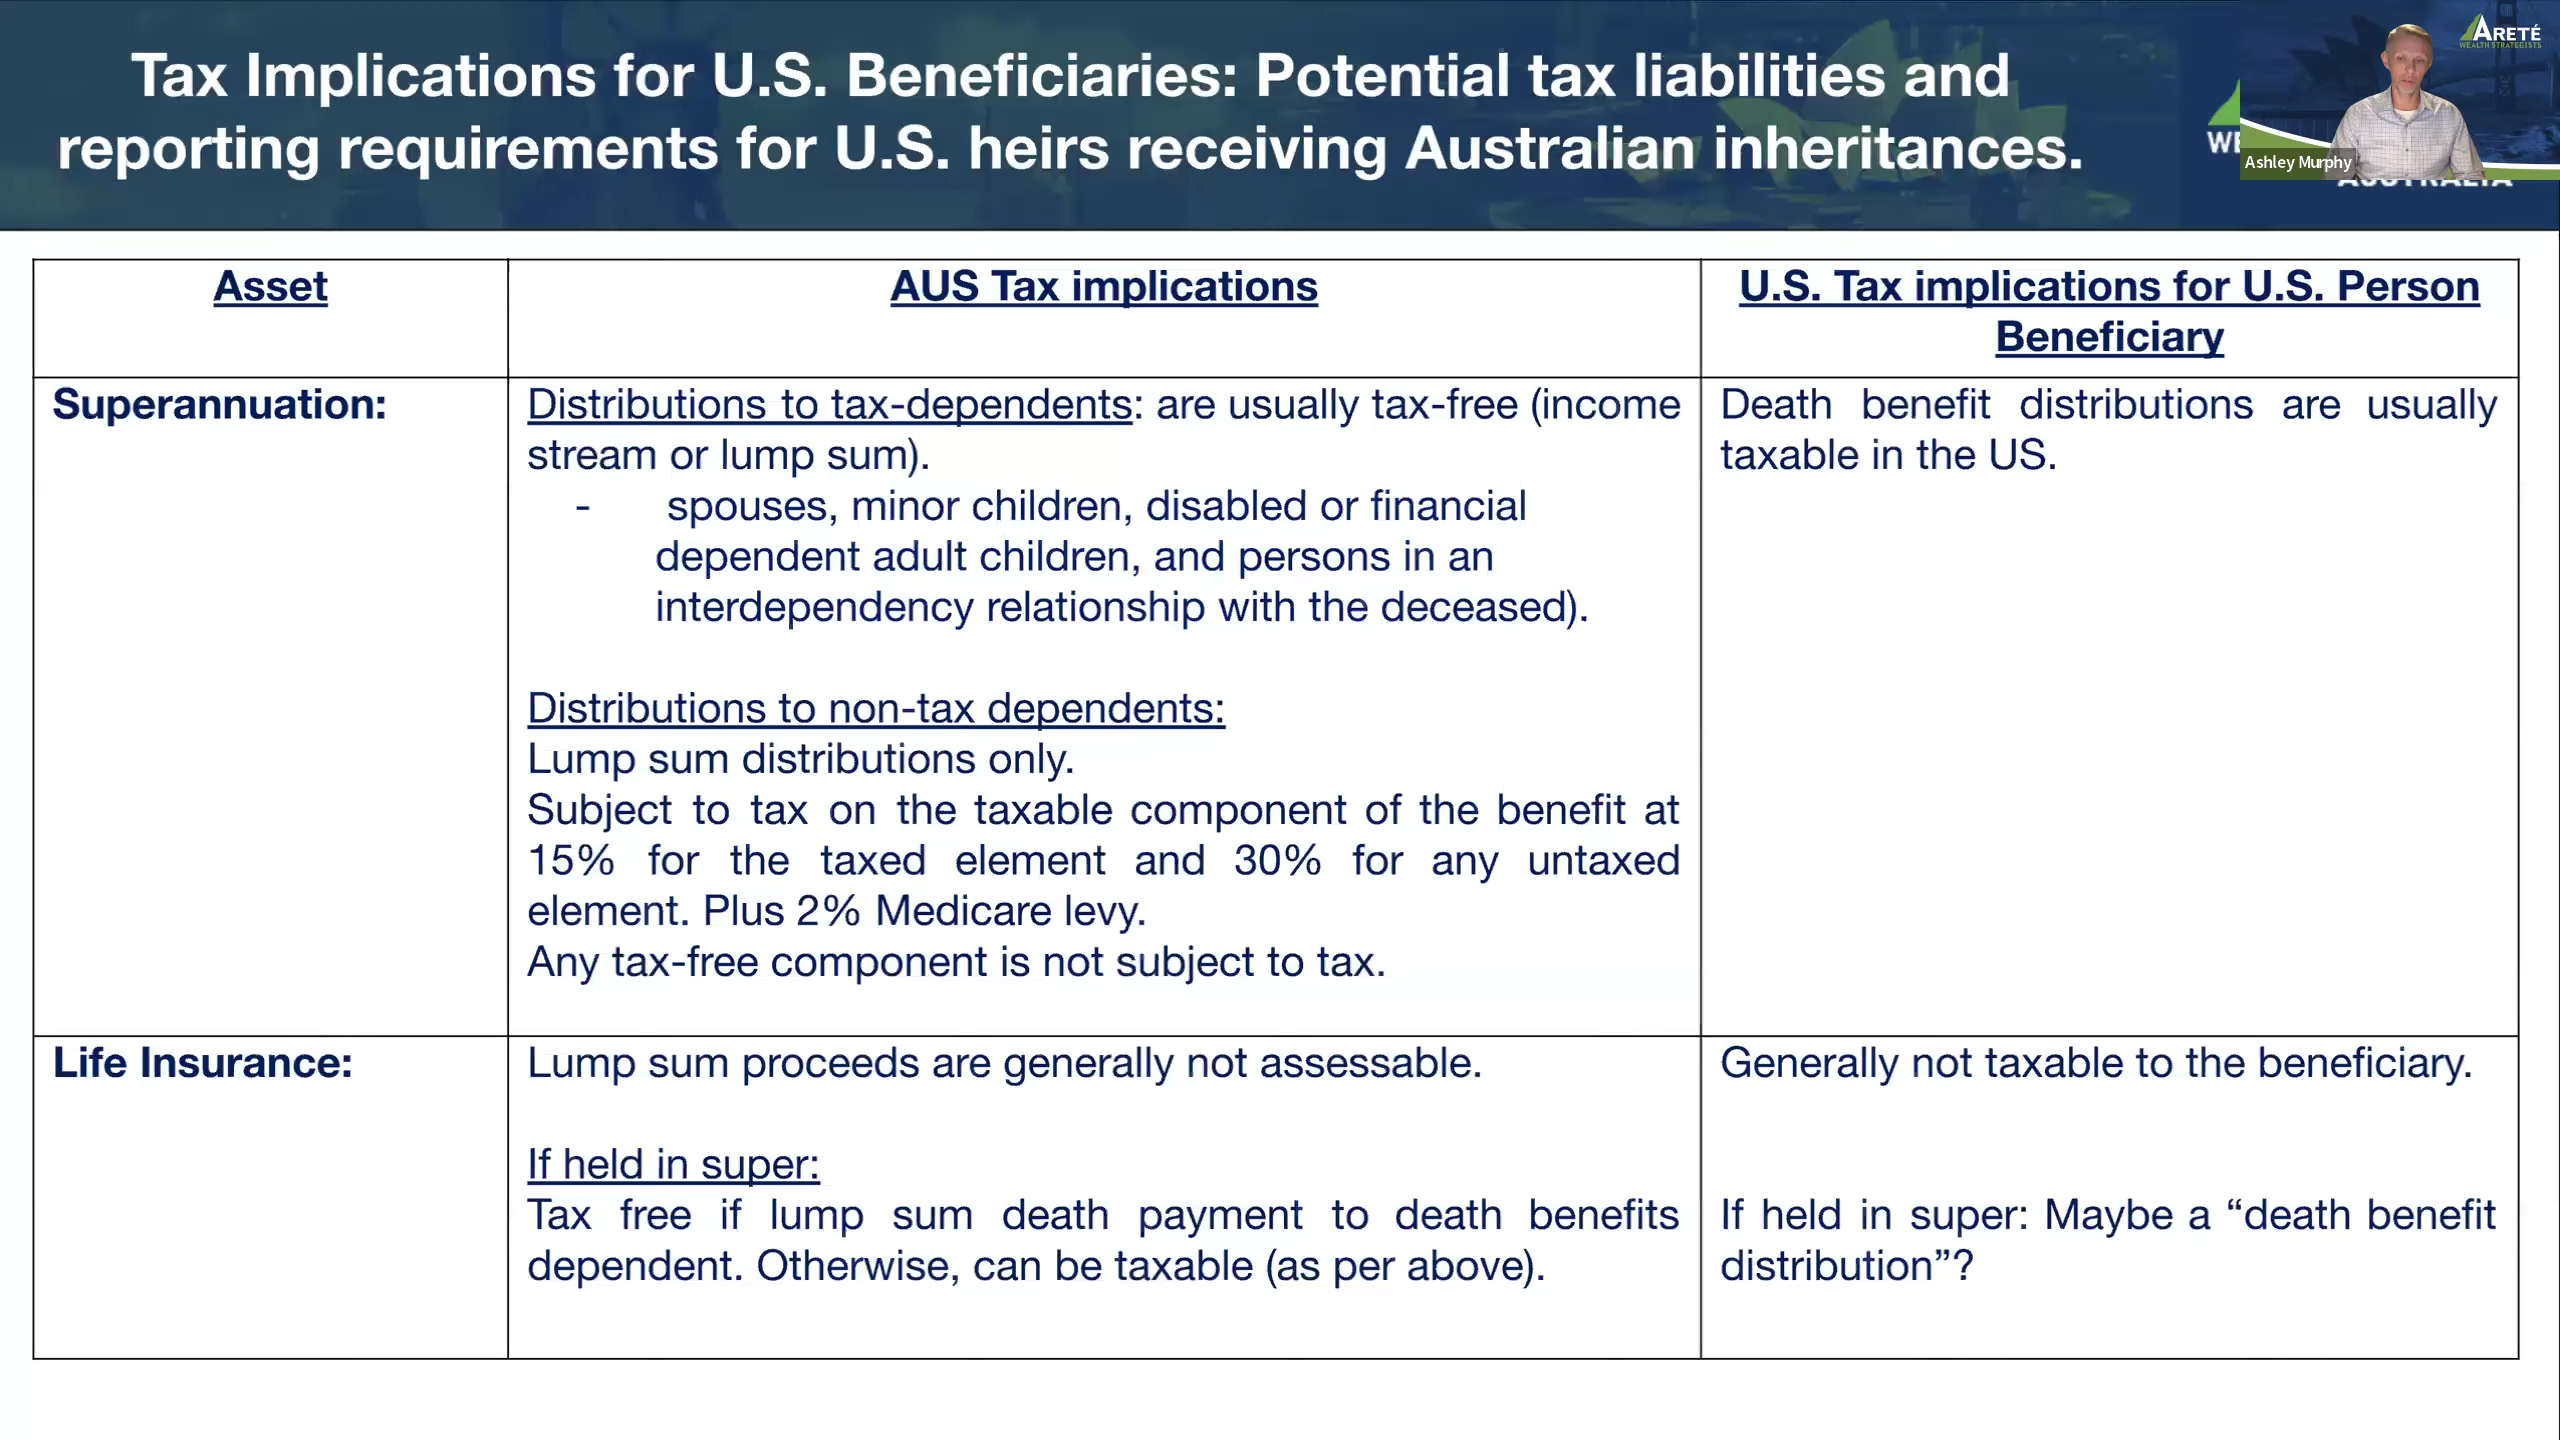 Tax Implications for U.S. Beneficiaries: Potential tax liabilities and
reporting requirements for U.S. heirs receiving Australian inheritances.
ARETÉ
WEALTH STRATEGISTS
Ashley Murphy
Asset
AUS Tax implications
U.S. Tax implications for U.S. Person
Beneficiary
Superannuation:
Distributions to tax-dependents: are usually tax-free (income
stream or lump sum).
- spouses, minor children, disabled or financial
dependent adult children, and persons in an
interdependency relationship with the deceased).
Distributions to non-tax dependents:
Lump sum distributions only.
Subject to tax on the taxable component of the benefit at
15% for the taxed element and 30% for any untaxed
element. Plus 2% Medicare levy.
Any tax-free component is not subject to tax.
Death benefit distributions are usually
taxable in the US.
Life Insurance:
Lump sum proceeds are generally not assessable.
If held in super:
Tax free if lump sum death payment to death benefits
dependent. Otherwise, can be taxable (as per above).
Generally not taxable to the beneficiary.
If held in super: Maybe a “death benefit
distribution”?